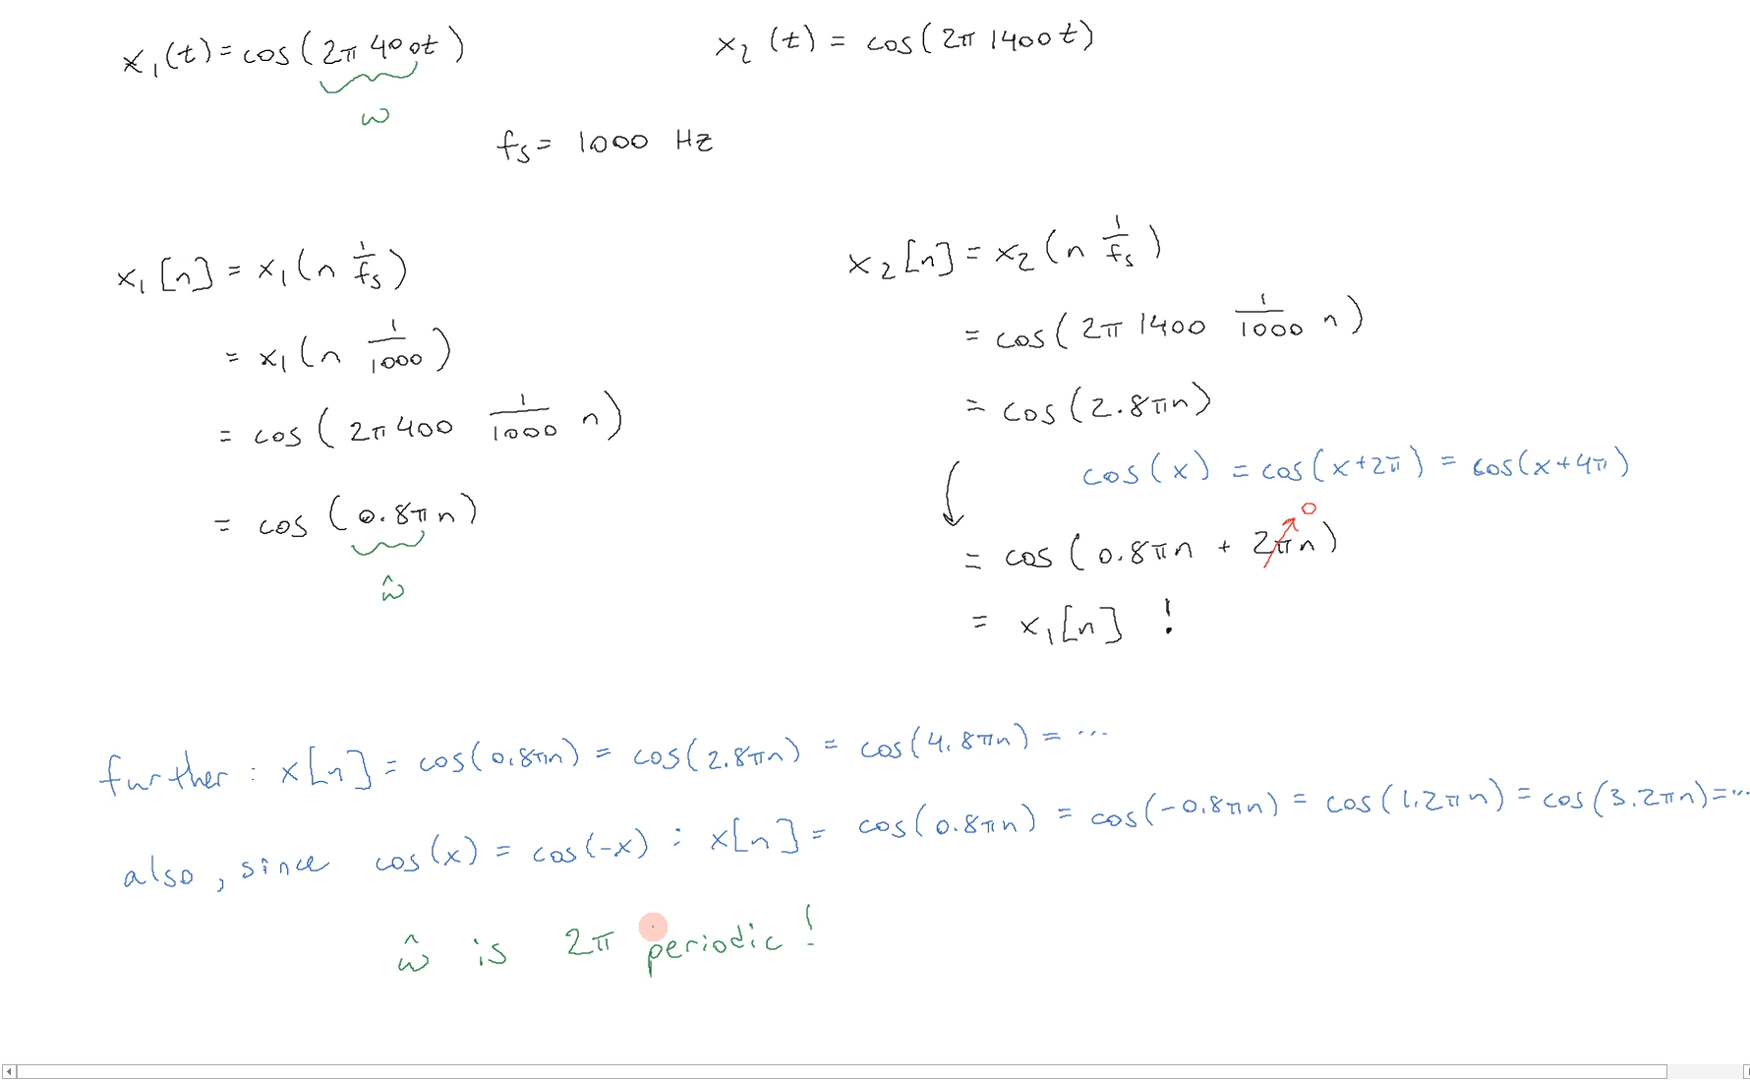 x₁(t) = cos(2π 400t)
x₂(t) = cos(2π 1400t)
ω
fₛ = 1000 Hz
x₁[n] = x₁(n 1/fₛ)
= x₁(n 1/1000)
= cos(2π400 1/1000 n)
= cos(0.8πn)
ω̂
x₂[n] = x₂(n 1/fₛ)
= cos(2π 1400 1/1000 n)
= cos(2.8πn)
cos(x) = cos(x+2π) = cos(x+4π)
0
= cos(0.8πn + 2πn)
= x₁[n] !
further : x[n] = cos(0.8πn) = cos(2.8πn) = cos(4.8πn) = ...
also, since cos(x) = cos(-x) : x[n] = cos(0.8πn) = cos(-0.8πn) = cos(1.2πn) = cos(3.2πn) = ...
ω̂ is 2π periodic!